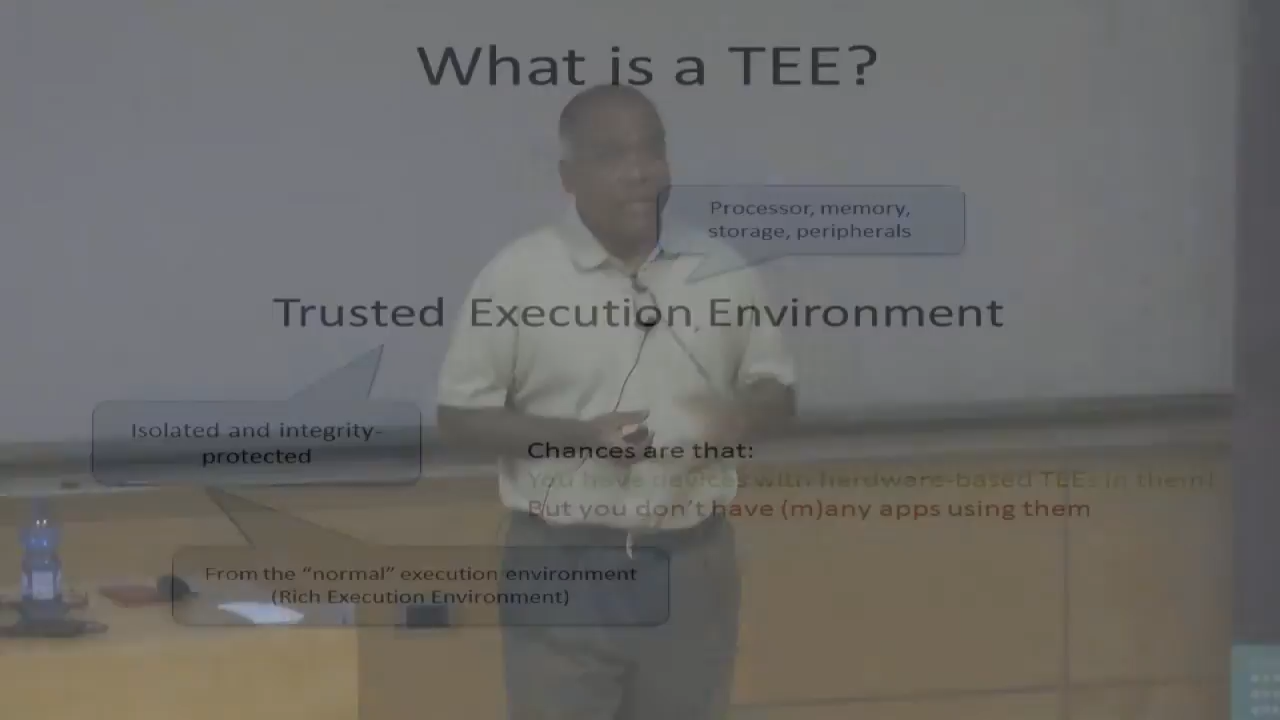 What is a TEE?
Processor, memory,
storage, peripherals
Trusted Execution Environment
Isolated and integrity-
protected
Chances are that:
You have devices with hardware-based TEEs in them!
But you don't have (m)any apps using them
From the “normal” execution environment
(Rich Execution Environment)